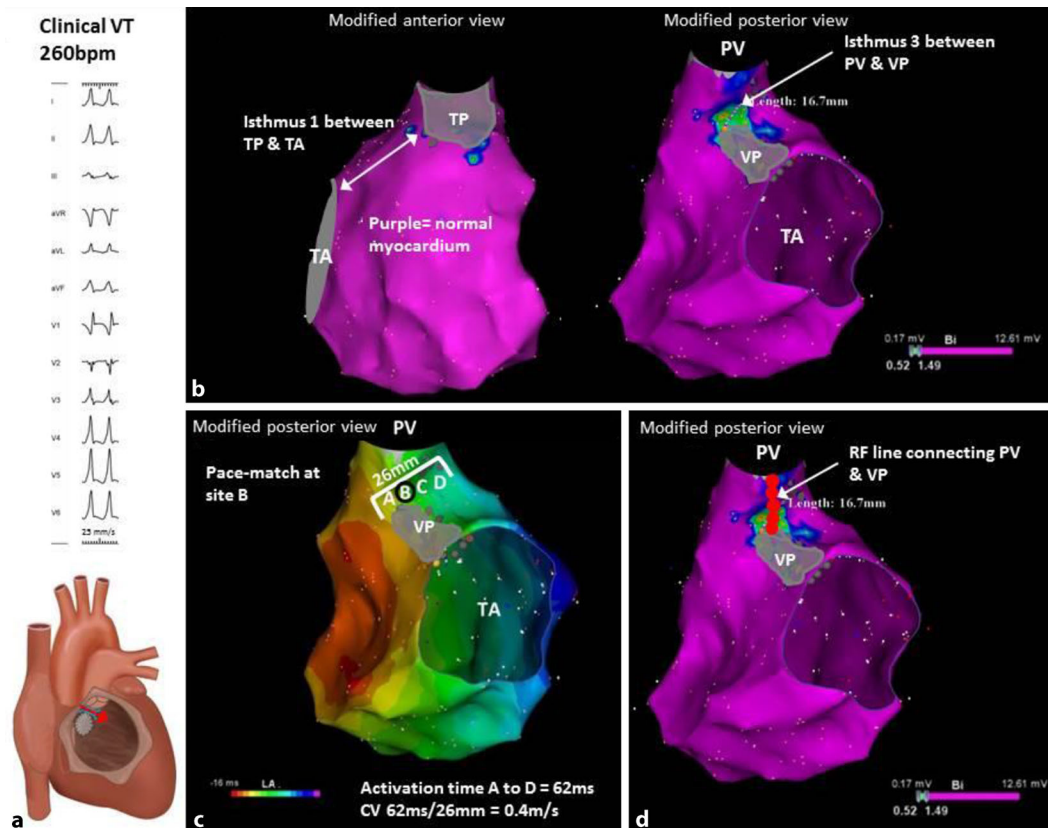 Clinical VT
260bpm
I
II
III
aVR
aVL
aVF
V1
V2
V3
V4
V5
V6
25 mm/s
a
Modified anterior view
Isthmus 1 between
TP & TA
TP
TA
Purple= normal
myocardium
b
Modified posterior view
PV
Isthmus 3 between
PV & VP
Length: 16.7mm
VP
TA
0.17 mV
Bi
12.61 mV
0.52
1.49
Modified posterior view
PV
Pace-match at
site B
26mm
A
B
C
D
VP
TA
-16 ms
LA
Activation time A to D = 62ms
CV 62ms/26mm = 0.4m/s
c
Modified posterior view
PV
RF line connecting PV
& VP
Length: 16.7mm
VP
TA
0.17 mV
Bi
12.61 mV
0.52
1.49
d